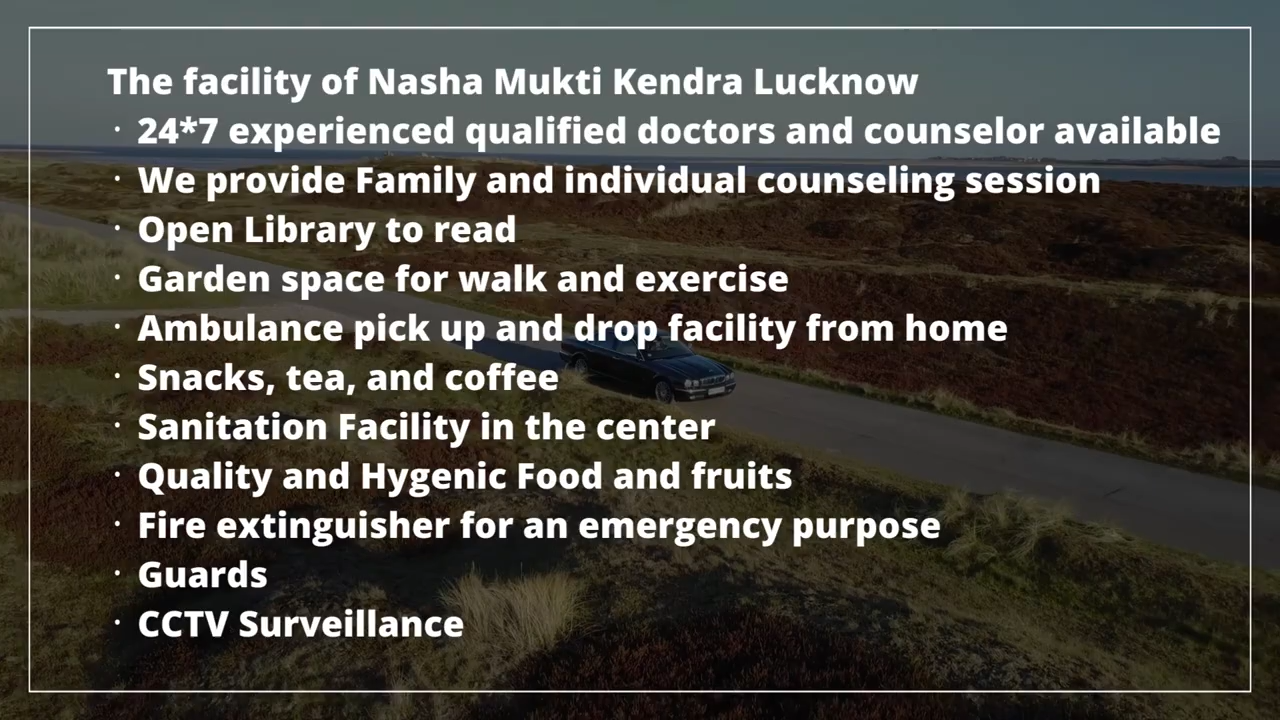 The facility of Nasha Mukti Kendra Lucknow
· 24*7 experienced qualified doctors and counselor available
· We provide Family and individual counseling session
· Open Library to read
· Garden space for walk and exercise
· Ambulance pick up and drop facility from home
· Snacks, tea, and coffee
· Sanitation Facility in the center
· Quality and Hygenic Food and fruits
· Fire extinguisher for an emergency purpose
· Guards
· CCTV Surveillance